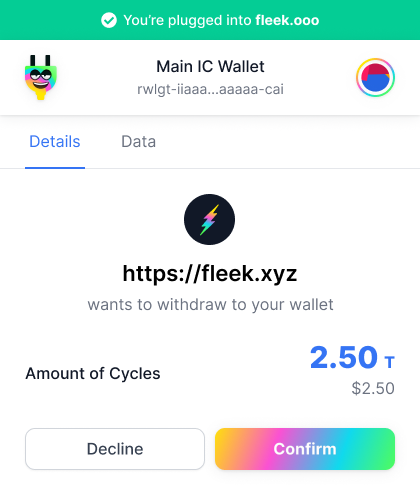 You're plugged into fleek.ooo
Main IC Wallet
rwlgt-iiaaa...aaaaa-cai
Details Data
https://fleek.xyz
wants to withdraw to your wallet
Amount of Cycles
2.50 T
$2.50
Decline Confirm